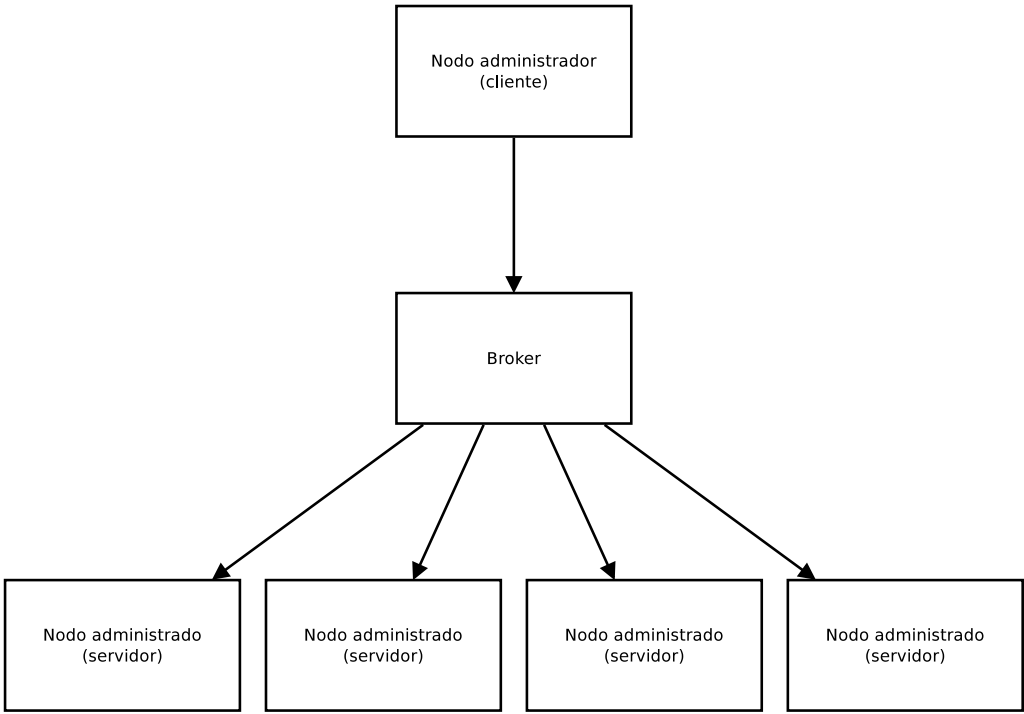 Nodo administrador
(cliente)
Broker
Nodo administrado
(servidor)
Nodo administrado
(servidor)
Nodo administrado
(servidor)
Nodo administrado
(servidor)